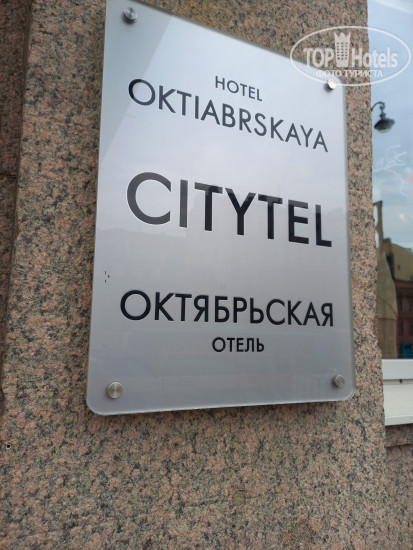 TOP Hotels
ФОТО ТУРИСТА
HOTEL
OKTIABRSKAYA
CITYTEL
ОКТЯБРЬСКАЯ
ОТЕЛЬ